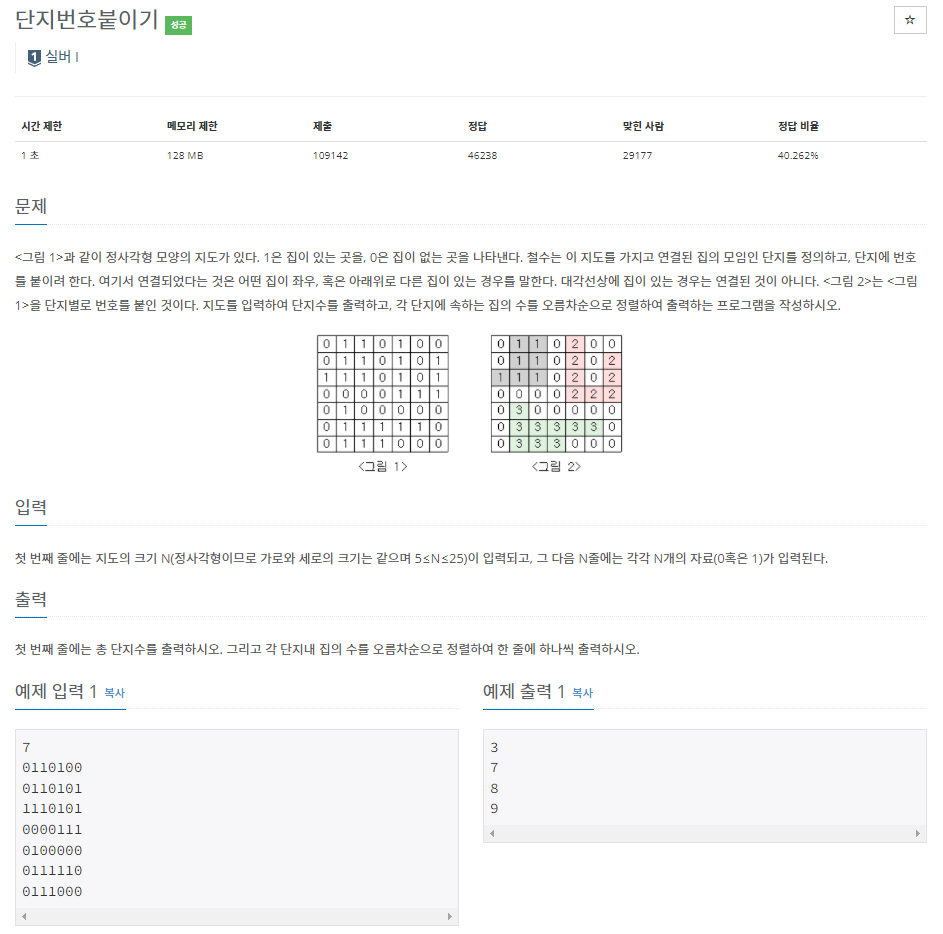 단지번호붙이기 성공
☆
1 실버 I
시간 제한 메모리 제한 제출 정답 맞힌 사람 정답 비율
1 초 128 MB 109142 46238 29177 40.262%
문제
<그림 1>과 같이 정사각형 모양의 지도가 있다. 1은 집이 있는 곳을, 0은 집이 없는 곳을 나타낸다. 철수는 이 지도를 가지고 연결된 집의 모임인 단지를 정의하고, 단지에 번호
를 붙이려 한다. 여기서 연결되었다는 것은 어떤 집이 좌우, 혹은 아래위로 다른 집이 있는 경우를 말한다. 대각선상에 집이 있는 경우는 연결된 것이 아니다. <그림 2>는 <그림
1>을 단지별로 번호를 붙인 것이다. 지도를 입력하여 단지수를 출력하고, 각 단지에 속하는 집의 수를 오름차순으로 정렬하여 출력하는 프로그램을 작성하시오.
0 1 1 0 1 0 0
0 1 1 0 1 0 1
1 1 1 0 1 0 1
0 0 0 0 1 1 1
0 1 0 0 0 0 0
0 1 1 1 1 1 0
0 1 1 1 0 0 0
<그림 1>
0 1 1 0 2 0 0
0 1 1 0 2 0 2
1 1 1 0 2 0 2
0 0 0 0 2 2 2
0 3 0 0 0 0 0
0 3 3 3 3 3 0
0 3 3 3 0 0 0
<그림 2>
입력
첫 번째 줄에는 지도의 크기 N(정사각형이므로 가로와 세로의 크기는 같으며 5≤N≤25)이 입력되고, 그 다음 N줄에는 각각 N개의 자료(0혹은 1)가 입력된다.
출력
첫 번째 줄에는 총 단지수를 출력하시오. 그리고 각 단지내 집의 수를 오름차순으로 정렬하여 한 줄에 하나씩 출력하시오.
예제 입력 1 복사
7
0110100
0110101
1110101
0000111
0100000
0111110
0111000
예제 출력 1 복사
3
7
8
9